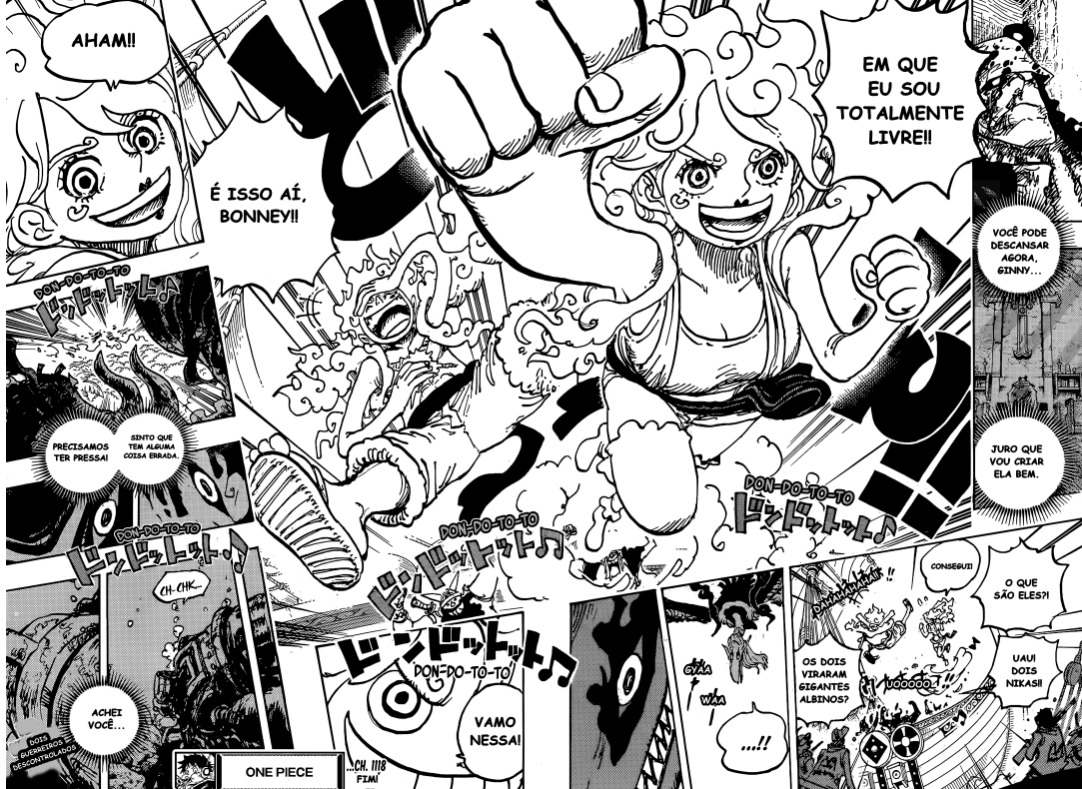 EM QUE
EU SOU
TOTALMENTE
LIVRE!!
VOCÊ PODE
DESCANSAR
AGORA,
GINNY...
JURO QUE
VOU CRIAR
ELA BEM.
É ISSO AÍ,
BONNEY!!
AHAM!!
DON-DO-TO-TO
ドンドットット♪
DON-DO-TO-TO
ドンドットット♫
DON-DO-TO-TO
ドンドットット♪
SINTO QUE
TEM ALGUMA
COISA ERRADA.
PRECISAMOS
TER PRESSA!
CONSEGUI!
O QUE
SÃO ELES?!
UAU!
DOIS
NIKAS!!
OS DOIS
VIRARAM
GIGANTES
ALBINOS?
UOOOOO
GYAA
WAA
...!!
ドンドットット♫
DON-DO-TO-TO
VAMO
NESSA!
DON-DO-TO-TO
ドンドットット♪
CH-CHK...
ACHEI
VOCÊ...
DOIS
GUERREIROS
DESCONTROLADOS
ONE PIECE
...CH. 1118
FIM!